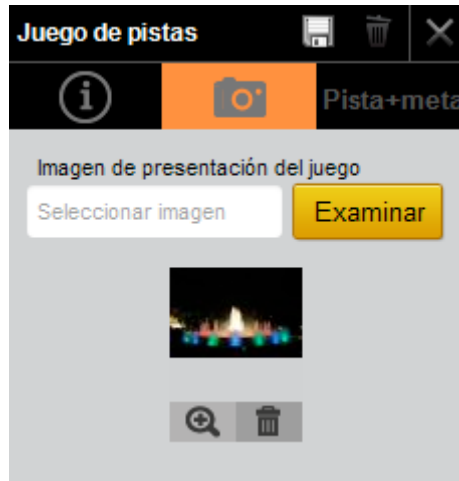 Juego de pistas
Pista+meta
Imagen de presentación del juego
Seleccionar imagen
Examinar